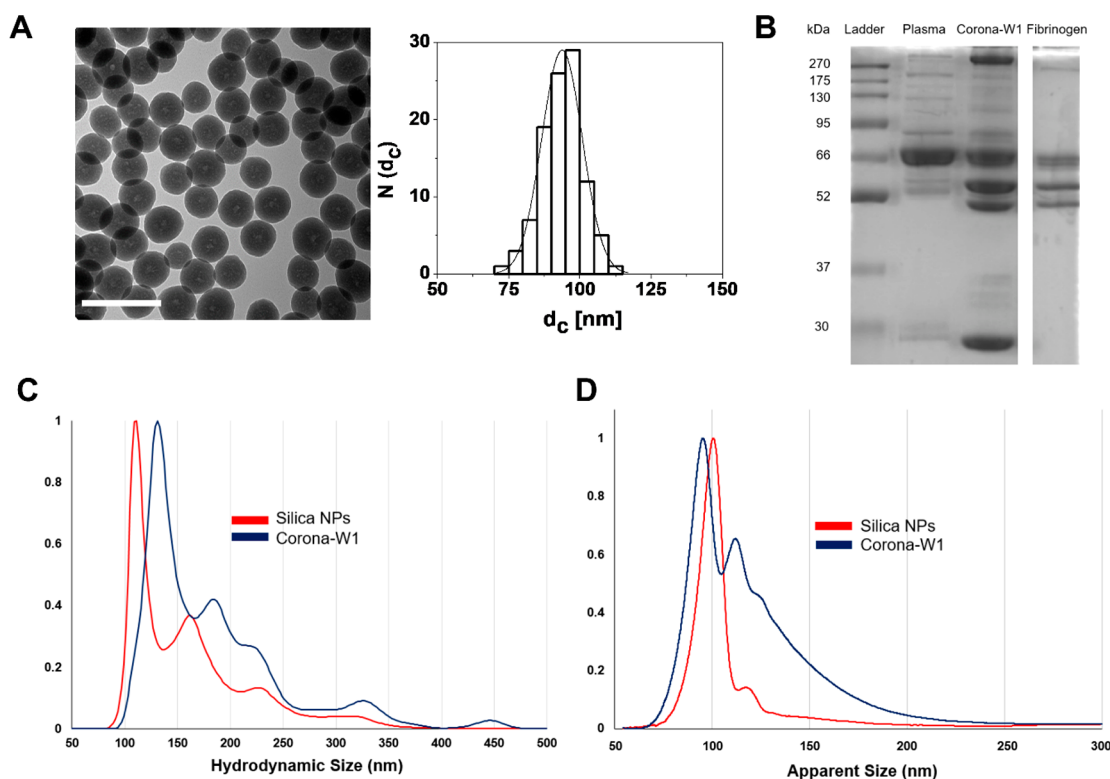 A
30
20
10
0
N (dc)
50 75 100 125 150
dc [nm]
B
kDa Ladder Plasma Corona-W1 Fibrinogen
270
175
130
95
66
52
37
30
C
1
0.8
0.6
0.4
0.2
0
Silica NPs
Corona-W1
50 100 150 200 250 300 350 400 450 500
Hydrodynamic Size (nm)
D
1
0.8
0.6
0.4
0.2
0
Silica NPs
Corona-W1
50 100 150 200 250 300
Apparent Size (nm)